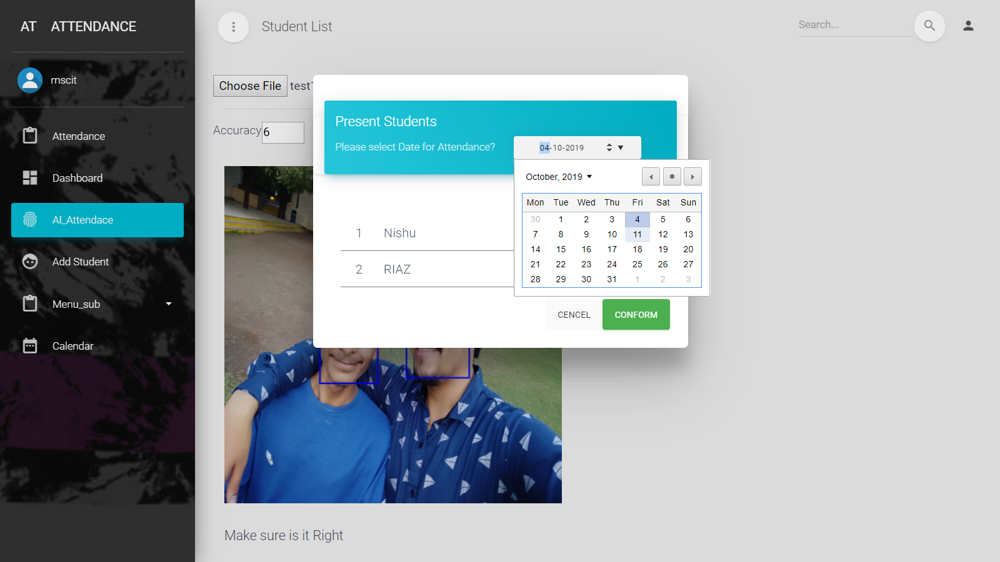 AT ATTENDANCE
mscit
Attendance
Dashboard
AI_Attendace
Add Student
Menu_sub
Calendar
Student List
Search...
Choose File
Accuracy 6
Present Students
Please select Date for Attendance?
04-10-2019
October, 2019
Mon Tue Wed Thu Fri Sat Sun
30 1 2 3 4 5 6
7 8 9 10 11 12 13
14 15 16 17 18 19 20
21 22 23 24 25 26 27
28 29 30 31 1 2 3
1 Nishu
2 RIAZ
CENCEL CONFORM
Make sure is it Right